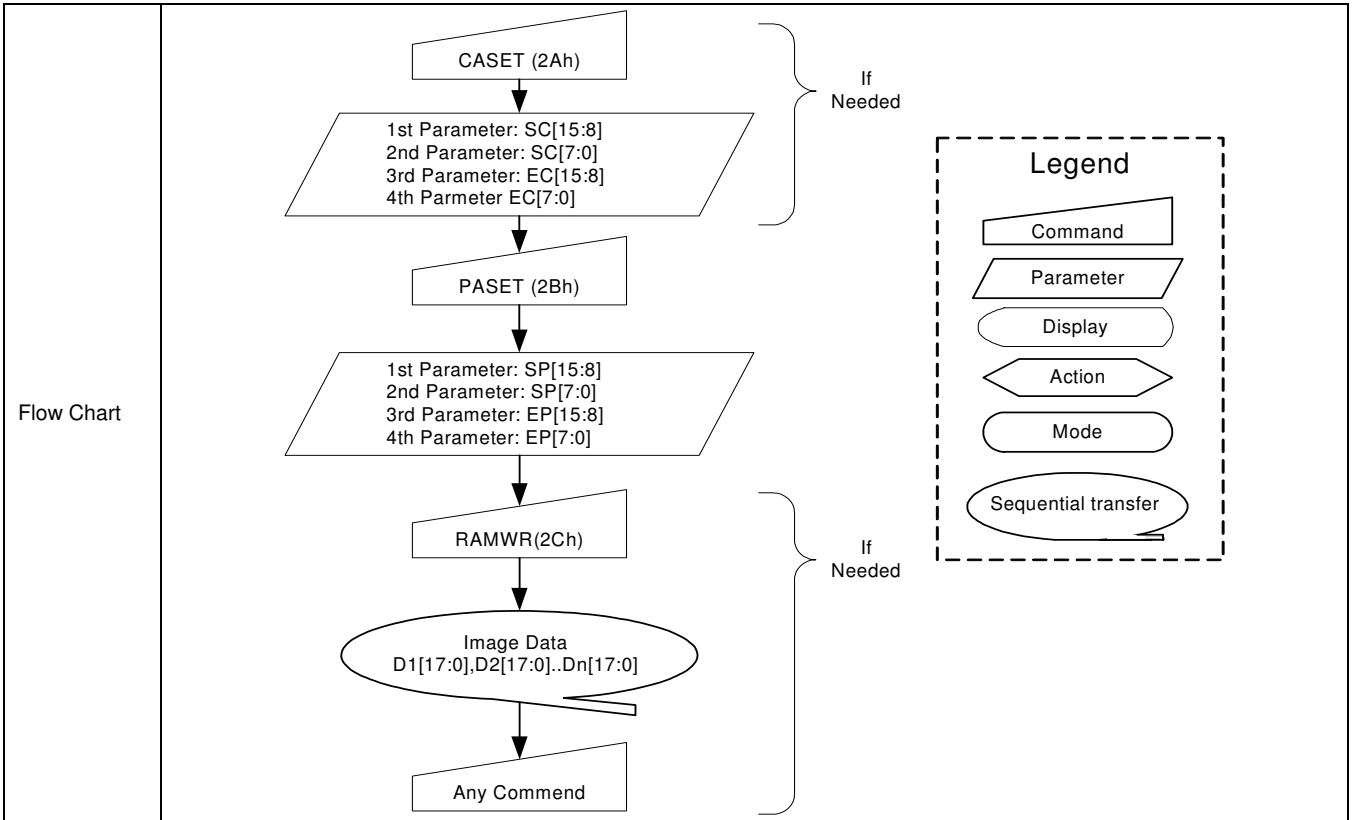 Flow Chart
CASET (2Ah)
1st Parameter: SC[15:8]
2nd Parameter: SC[7:0]
3rd Parameter: EC[15:8]
4th Parmeter EC[7:0]
If
Needed
PASET (2Bh)
1st Parameter: SP[15:8]
2nd Parameter: SP[7:0]
3rd Parameter: EP[15:8]
4th Parameter: EP[7:0]
RAMWR(2Ch)
If
Needed
Image Data
D1[17:0],D2[17:0]..Dn[17:0]
Any Commend
Legend
Command
Parameter
Display
Action
Mode
Sequential transfer